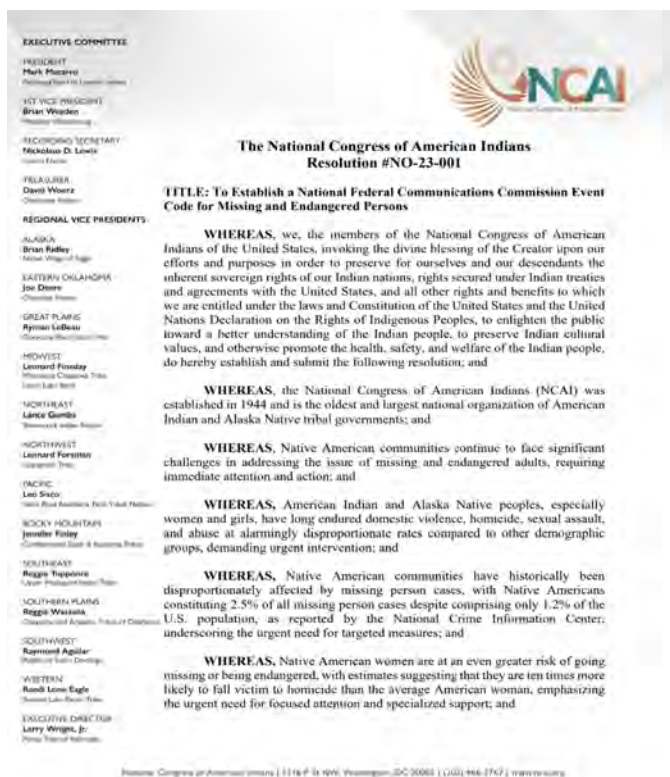 EXECUTIVE COMMITTEE
PRESIDENT
Mark Macarro
1ST VICE PRESIDENT
Brian Weeden
RECORDING SECRETARY
Nickolaus D. Lewis
TREASURER
David Woerz
REGIONAL VICE PRESIDENTS
ALASKA
Brian Ridley
EASTERN OKLAHOMA
Joe Deere
GREAT PLAINS
Ryman LeBeau
MIDWEST
Leonard Fineday
NORTHEAST
Lance Gumbs
NORTHWEST
Leonard Forsman
PACIFIC
Leo Sisco
ROCKY MOUNTAIN
Jennifer Finley
SOUTHEAST
Reggie Tupponce
SOUTHERN PLAINS
Reggie Wassana
SOUTHWEST
Raymond Aguilar
WESTERN
Randi Lone Eagle
EXECUTIVE DIRECTOR
Larry Wright, Jr.
NCAI
The National Congress of American Indians
Resolution #NO-23-001
TITLE: To Establish a National Federal Communications Commission Event
Code for Missing and Endangered Persons
WHEREAS, we, the members of the National Congress of American
Indians of the United States, invoking the divine blessing of the Creator upon our
efforts and purposes in order to preserve for ourselves and our descendants the
inherent sovereign rights of our Indian nations, rights secured under Indian treaties
and agreements with the United States, and all other rights and benefits to which
we are entitled under the laws and Constitution of the United States and the United
Nations Declaration on the Rights of Indigenous Peoples, to enlighten the public
toward a better understanding of the Indian people, to preserve Indian cultural
values, and otherwise promote the health, safety, and welfare of the Indian people,
do hereby establish and submit the following resolution; and
WHEREAS, the National Congress of American Indians (NCAI) was
established in 1944 and is the oldest and largest national organization of American
Indian and Alaska Native tribal governments; and
WHEREAS, Native American communities continue to face significant
challenges in addressing the issue of missing and endangered adults, requiring
immediate attention and action; and
WHEREAS, American Indian and Alaska Native peoples, especially
women and girls, have long endured domestic violence, homicide, sexual assault,
and abuse at alarmingly disproportionate rates compared to other demographic
groups, demanding urgent intervention; and
WHEREAS, Native American communities have historically been
disproportionately affected by missing person cases, with Native Americans
constituting 2.5% of all missing person cases despite comprising only 1.2% of the
U.S. population, as reported by the National Crime Information Center,
underscoring the urgent need for targeted measures; and
WHEREAS, Native American women are at an even greater risk of going
missing or being endangered, with estimates suggesting that they are ten times more
likely to fall victim to homicide than the average American woman, emphasizing
the urgent need for focused attention and specialized support; and
National Congress of American Indians | 1516 P St NW, Washington, DC 20005 | (202) 466-7767 | www.ncai.org